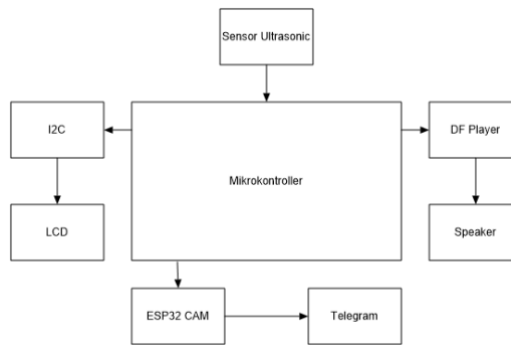 Sensor Ultrasonic
I2C
DF Player
Mikrokontroller
LCD
Speaker
ESP32 CAM
Telegram